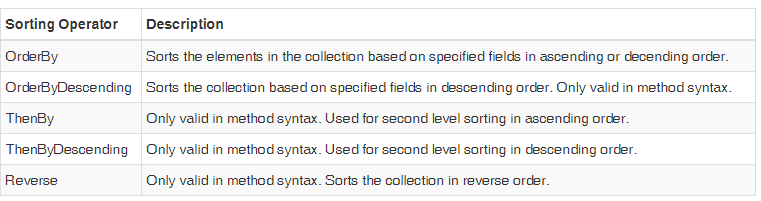 Sorting Operator Description
OrderBy Sorts the elements in the collection based on specified fields in ascending or decending order.
OrderByDescending Sorts the collection based on specified fields in descending order. Only valid in method syntax.
ThenBy Only valid in method syntax. Used for second level sorting in ascending order.
ThenByDescending Only valid in method syntax. Used for second level sorting in descending order.
Reverse Only valid in method syntax. Sorts the collection in reverse order.